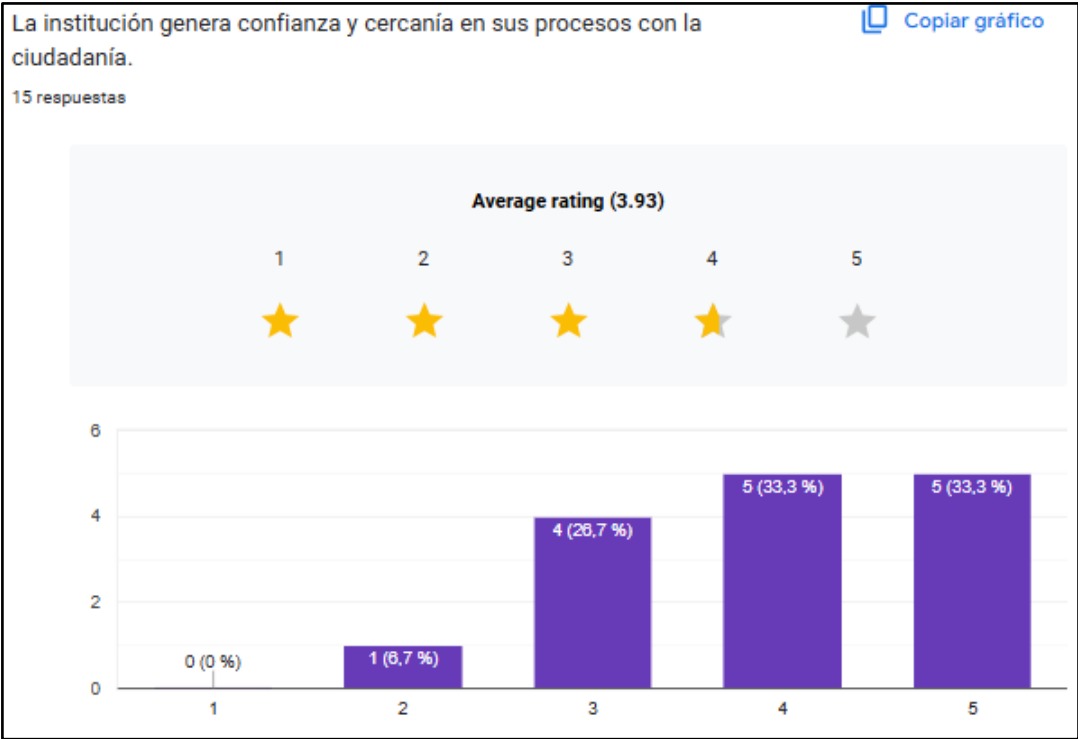 La institución genera confianza y cercanía en sus procesos con la
ciudadanía.
Copiar gráfico
15 respuestas
Average rating (3.93)
1 2 3 4 5
6
4
2
0
0 (0 %)
1 (6,7 %)
4 (26,7 %)
5 (33,3 %)
5 (33,3 %)
1 2 3 4 5